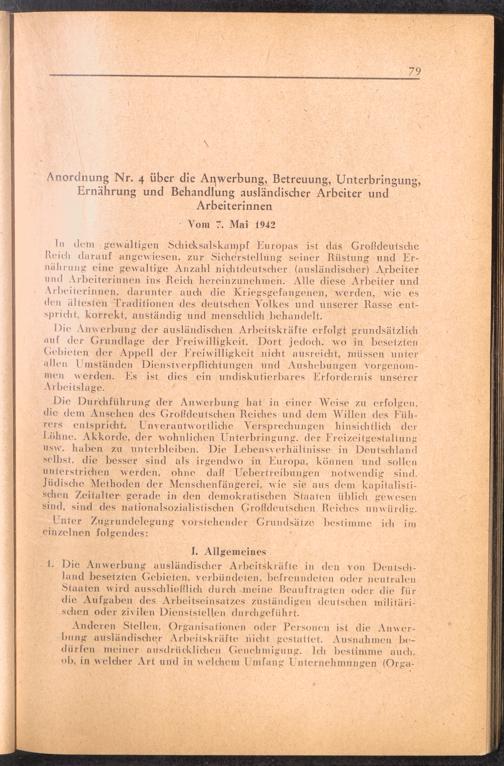 79
Anordnung Nr. 4 über die Anwerbung, Betreuung, Unterbringung,
Ernährung und Behandlung ausländischer Arbeiter und
Arbeiterinnen
Vom 7. Mai 1942
In dem gewaltigen Schicksalskampf Europas ist das Großdeutsche
Reich darauf angewiesen, zur Sicherstellung seiner Rüstung und Er-
nährung eine gewaltige Anzahl nichtdeutscher (ausländischer) Arbeiter
und Arbeiterinnen ins Reich hereinzunehmen. Alle diese Arbeiter und
Arbeiterinnen, darunter auch die Kriegsgefangenen, werden, wie es
den ältesten Traditionen des deutschen Volkes und unserer Rasse ent-
spricht, korrekt, anständig und menschlich behandelt.
Die Anwerbung der ausländischen Arbeitskräfte erfolgt grundsätzlich
auf der Grundlage der Freiwilligkeit. Dort jedoch, wo in besetzten
Gebieten der Appell der Freiwilligkeit nicht ausreicht, müssen unter
allen Umständen Dienstverpflichtungen und Aushebungen vorgenom-
men werden. Es ist dies ein undiskutierbares Erfordernis unserer
Arbeitslage.
Die Durchführung der Anwerbung hat in einer Weise zu erfolgen,
die dem Ansehen des Großdeutschen Reiches und dem Willen des Füh-
rers entspricht. Unverantwortliche Versprechungen hinsichtlich der
Löhne, Akkorde, der wohnlichen Unterbringung, der Freizeitgestaltung
usw. haben zu unterbleiben. Die Lebensverhältnisse in Deutschland
selbst, die besser sind als irgendwo in Europa, können und sollen
unterstrichen werden, ohne daß Uebertreibungen notwendig sind.
Jüdische Methoden der Menschenfängerei, wie sie aus dem kapitalisti-
schen Zeitalter gerade in den demokratischen Staaten üblich gewesen
sind, sind des nationalsozialistischen Großdeutschen Reiches unwürdig.
Unter Zugrundelegung vorstehender Grundsätze bestimme ich im
einzelnen folgendes:
I. Allgemeines
1. Die Anwerbung ausländischer Arbeitskräfte in den von Deutsch-
land besetzten Gebieten, verbündeten, befreundeten oder neutralen
Staaten wird ausschließlich durch meine Beauftragten oder die für
die Aufgaben des Arbeitseinsatzes zuständigen deutschen militäri-
schen oder zivilen Dienststellen durchgeführt.
Anderen Stellen, Organisationen oder Personen ist die Anwer-
bung ausländischer Arbeitskräfte nicht gestattet. Ausnahmen be-
dürfen meiner ausdrücklichen Genehmigung. Ich bestimme auch,
ob, in welcher Art und in welchem Umfang Unternehmungen (Orga-